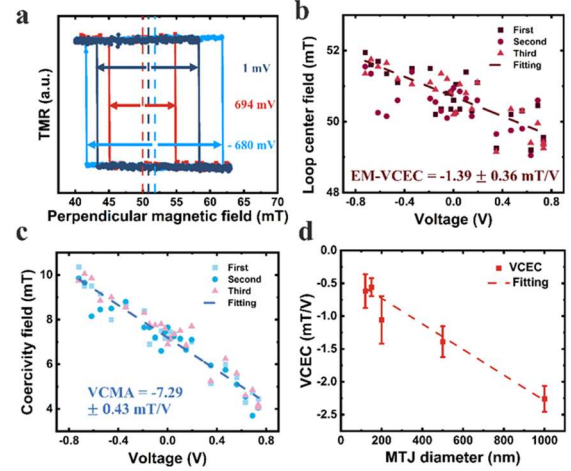 a
TMR (a.u.)
1 mV
694 mV
- 680 mV
40 45 50 55 60 65 70
Perpendicular magnetic field (mT)
b
Loop center field (mT)
52
51
50
49
First
Second
Third
Fitting
EM-VCEC = -1.39 ± 0.36 mT/V
-0.8 -0.4 0.0 0.4 0.8
Voltage (V)
c
Coercivity field (mT)
10
8
6
4
First
Second
Third
Fitting
VCMA = -7.29
± 0.43 mT/V
-0.8 -0.4 0.0 0.4 0.8
Voltage (V)
d
VCEC (mT/V)
0.0
-0.5
-1.0
-1.5
-2.0
-2.5
VCEC
Fitting
0 200 400 600 800 1000
MTJ diameter (nm)